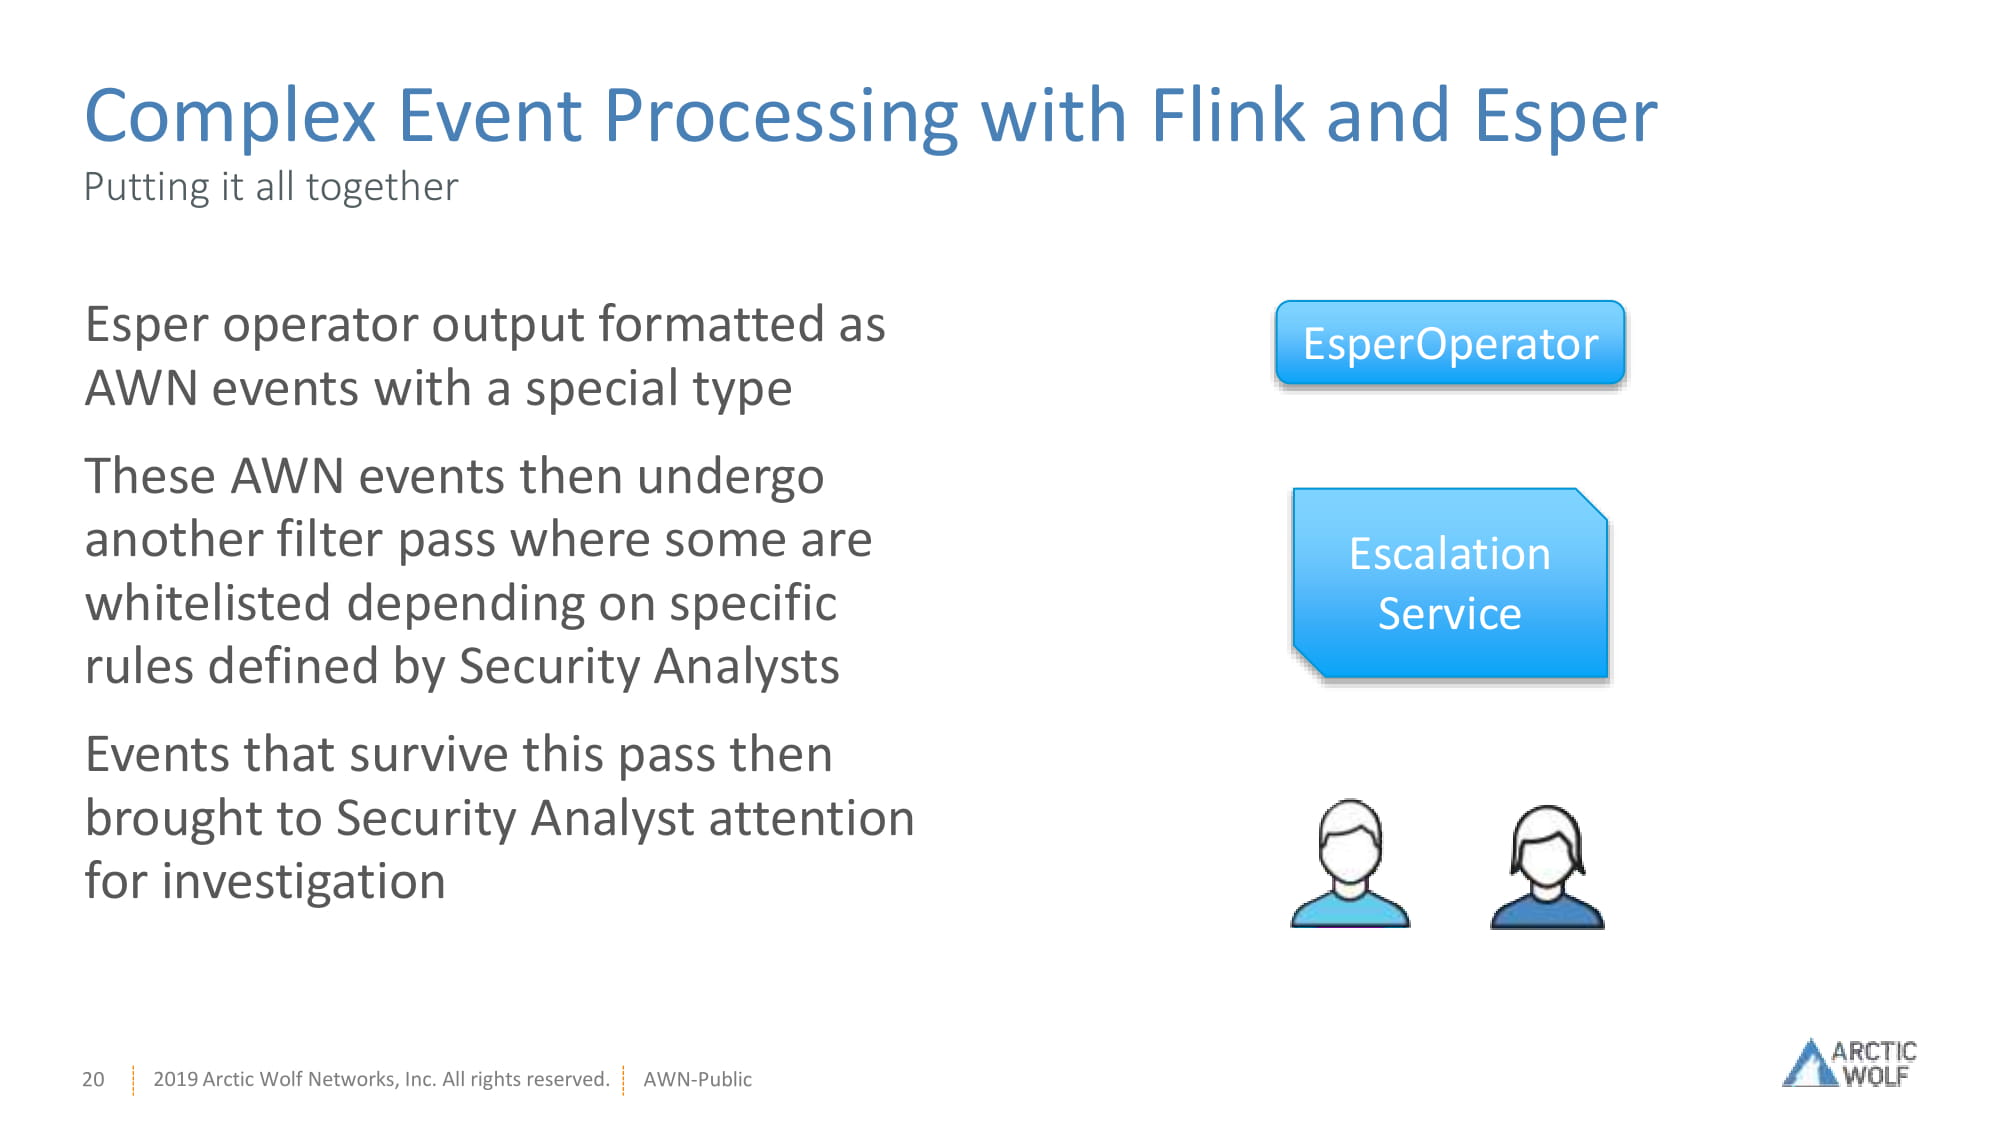 Complex Event Processing with Flink and Esper
Putting it all together
Esper operator output formatted as
AWN events with a special type
These AWN events then undergo
another filter pass where some are
whitelisted depending on specific
rules defined by Security Analysts
Events that survive this pass then
brought to Security Analyst attention
for investigation
EsperOperator
Escalation
Service
20
2019 Arctic Wolf Networks, Inc. All rights reserved.
AWN-Public
ARCTIC
WOLF